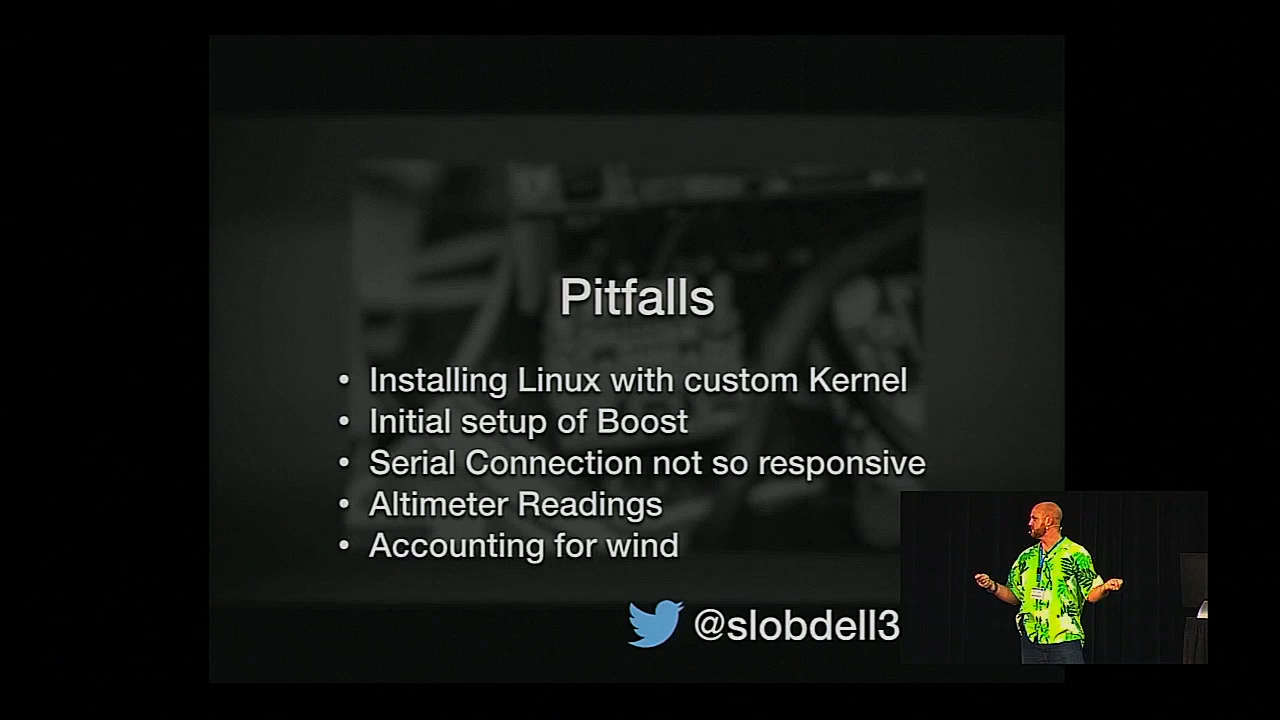 Pitfalls
• Installing Linux with custom Kernel
• Initial setup of Boost
• Serial Connection not so responsive
• Altimeter Readings
• Accounting for wind
@slobdell3